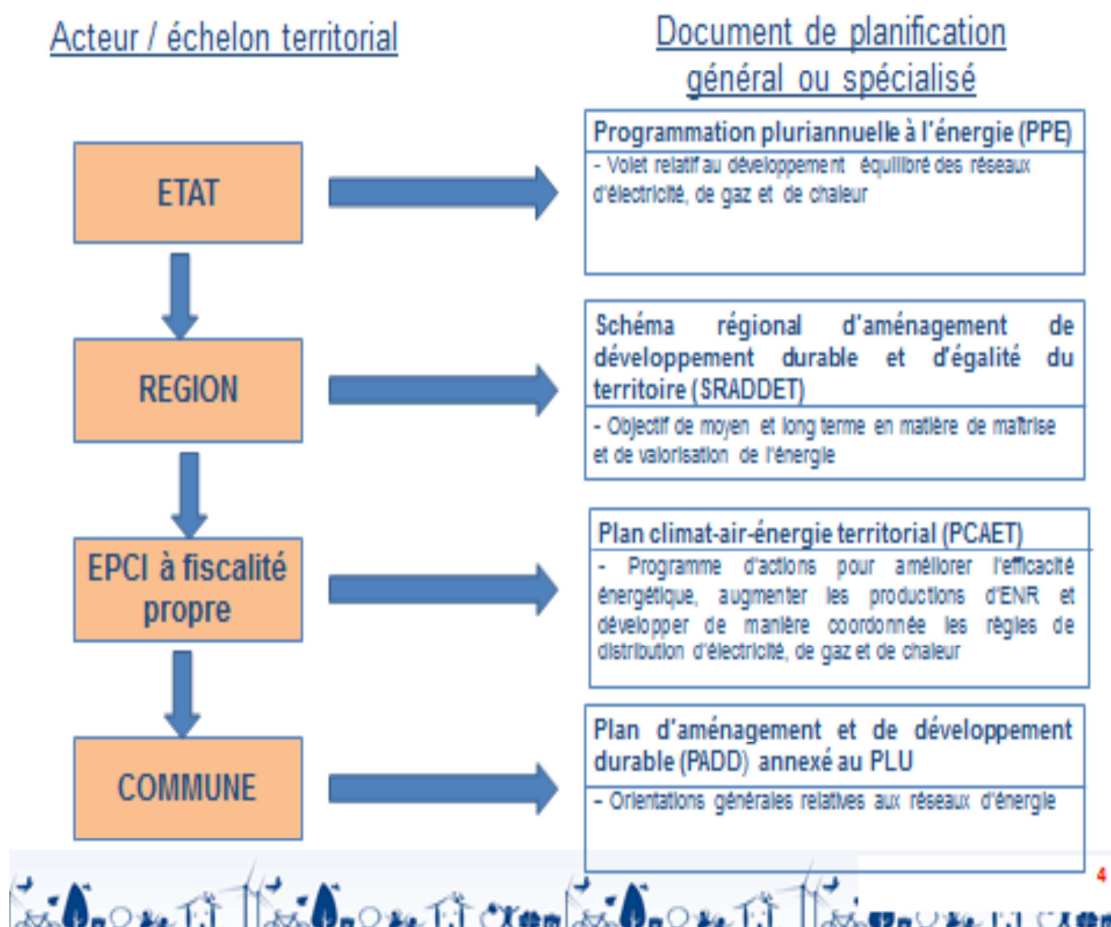 Acteur / échelon territorial
Document de planification
général ou spécialisé
ETAT
Programmation pluriannuelle à l'énergie (PPE)
- Volet relatif au développement équilibré des réseaux
d'électricité, de gaz et de chaleur
REGION
Schéma régional d'aménagement de
développement durable et d'égalité du
territoire (SRADDET)
- Objectif de moyen et long terme en matière de maîtrise
et de valorisation de l'énergie
EPCI à fiscalité
propre
Plan climat-air-énergie territorial (PCAET)
- Programme d'actions pour améliorer l'efficacité
énergétique, augmenter les productions d'ENR et
développer de manière coordonnée les règles de
distribution d'électricité, de gaz et de chaleur
COMMUNE
Plan d'aménagement et de développement
durable (PADD) annexé au PLU
- Orientations générales relatives aux réseaux d'énergie
4